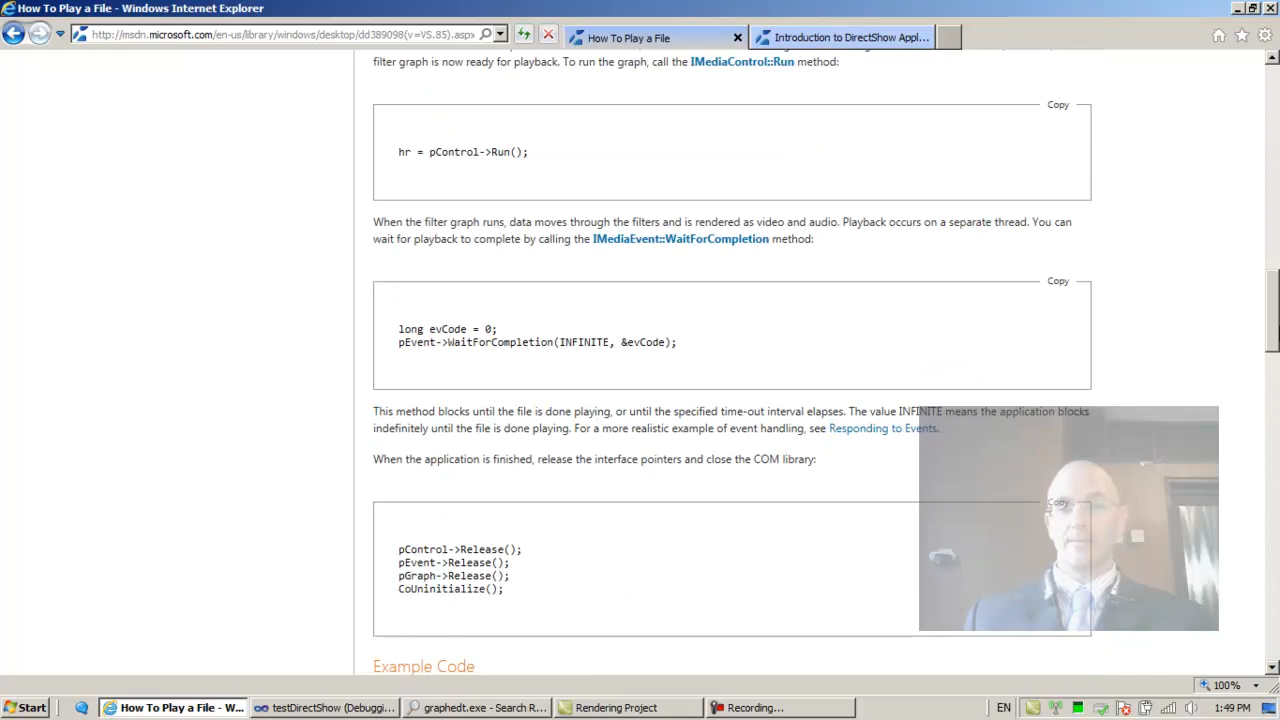 How To Play a File - Windows Internet Explorer
http://msdn.microsoft.com/en-us/library/windows/desktop/dd389098(v=VS.85).aspx
How To Play a File
Introduction to DirectShow Appl...
filter graph is now ready for playback. To run the graph, call the IMediaControl::Run method:
Copy
hr = pControl->Run();
When the filter graph runs, data moves through the filters and is rendered as video and audio. Playback occurs on a separate thread. You can
wait for playback to complete by calling the IMediaEvent::WaitForCompletion method:
Copy
long evCode = 0;
pEvent->WaitForCompletion(INFINITE, &evCode);
This method blocks until the file is done playing, or until the specified time-out interval elapses. The value INFINITE means the application blocks
indefinitely until the file is done playing. For a more realistic example of event handling, see Responding to Events.
When the application is finished, release the interface pointers and close the COM library:
Copy
pControl->Release();
pEvent->Release();
pGraph->Release();
CoUninitialize();
Example Code
100%
Start
How To Play a File - W...
testDirectShow (Debuggi...
graphedt.exe - Search R...
Rendering Project
Recording...
EN
1:49 PM